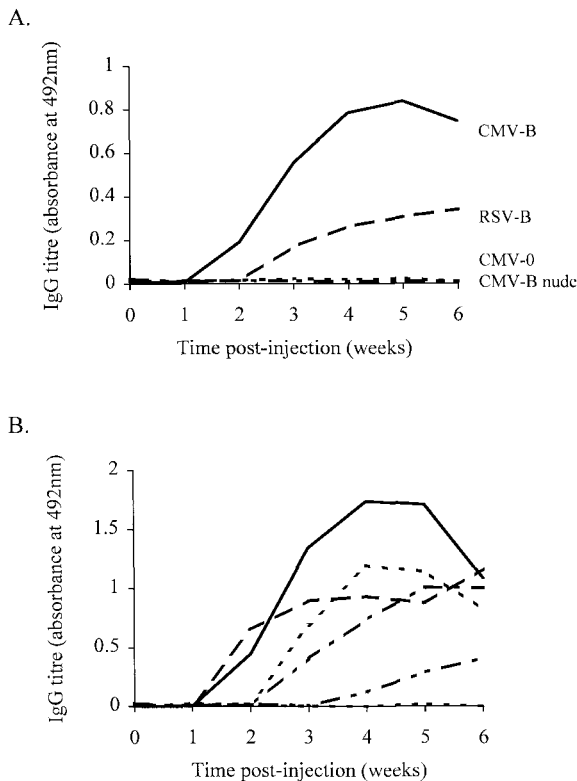 A.
IgG titre (absorbance at 492nm)
1
0.8
0.6
0.4
0.2
0
CMV-B
RSV-B
CMV-0
CMV-B nude
0 1 2 3 4 5 6
Time post-injection (weeks)
B.
IgG titre (absorbance at 492nm)
2
1.5
1
0.5
0
0 1 2 3 4 5 6
Time post-injection (weeks)